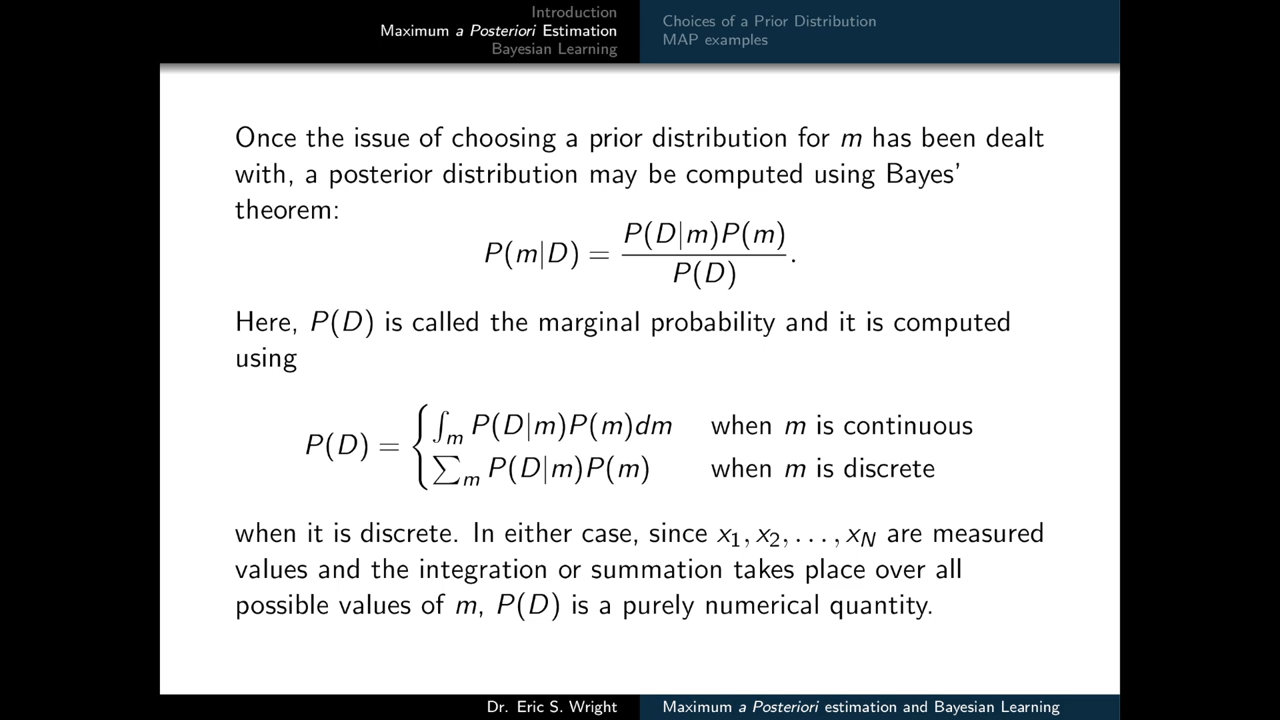 Introduction
Maximum a Posteriori Estimation
Bayesian Learning
Choices of a Prior Distribution
MAP examples
Once the issue of choosing a prior distribution for m has been dealt
with, a posterior distribution may be computed using Bayes'
theorem:
P(m|D) = P(D|m)P(m) / P(D).
Here, P(D) is called the marginal probability and it is computed
using
P(D) = { ∫_m P(D|m)P(m)dm when m is continuous
∑_m P(D|m)P(m) when m is discrete
when it is discrete. In either case, since x₁, x₂, . . . , x_N are measured
values and the integration or summation takes place over all
possible values of m, P(D) is a purely numerical quantity.
Dr. Eric S. Wright
Maximum a Posteriori estimation and Bayesian Learning